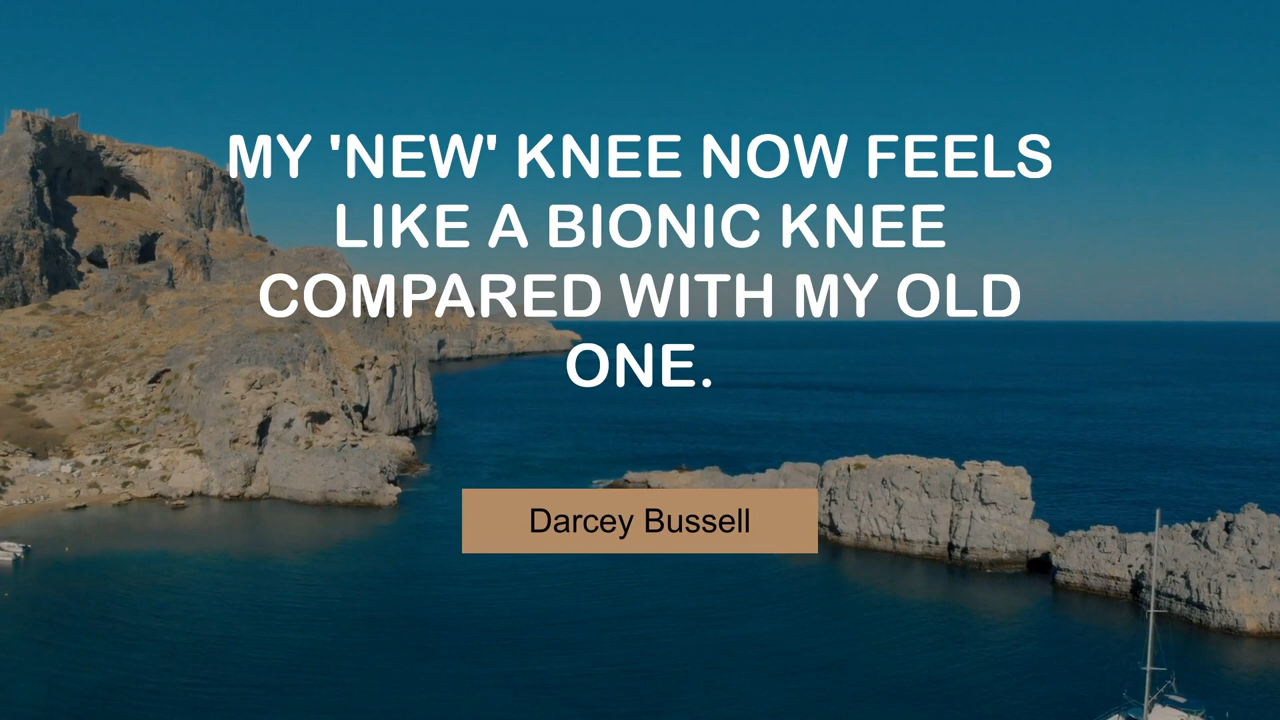 MY 'NEW' KNEE NOW FEELS
LIKE A BIONIC KNEE
COMPARED WITH MY OLD
ONE.
Darcey Bussell